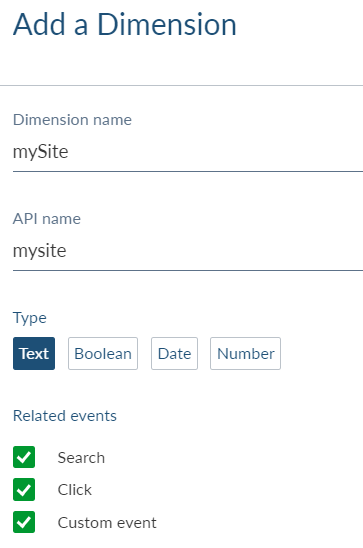 Add a Dimension
Dimension name
mySite
API name
mysite
Type
Text Boolean Date Number
Related events
Search
Click
Custom event